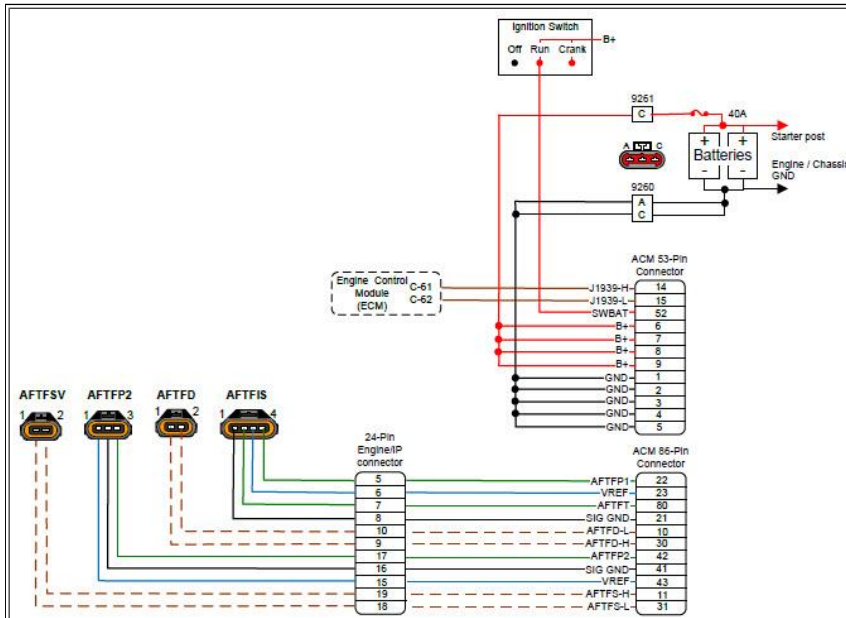 Ignition Switch
Off Run Crank
B+
9261
C
40A
Starter post
A C
+ +
Batteries
- -
Engine / Chassis
GND
9260
A
C
ACM 53-Pin
Connector
Engine Control
Module
(ECM)
C-61
C-62
J1939-H 14
J1939-L 15
SWBAT 52
B+ 6
B+ 7
B+ 8
B+ 9
GND 1
GND 2
GND 3
GND 4
GND 5
AFTFSV AFTFP2 AFTFD AFTFIS
1 2 1 3 1 2 1 4
24-Pin
Engine/IP
connector
ACM 86-Pin
Connector
5 AFTFP1 22
6 VREF 23
7 AFTFT 80
8 SIG GND 21
10 AFTFD-L 10
9 AFTFD-H 30
17 AFTFP2 42
16 SIG GND 41
15 VREF 43
19 AFTFS-H 11
18 AFTFS-L 31